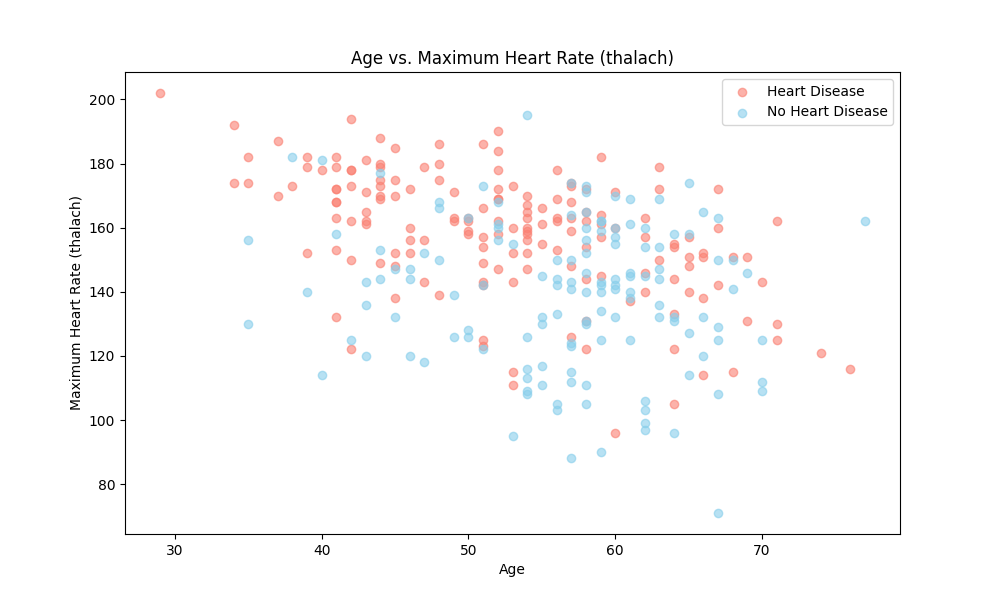 Age vs. Maximum Heart Rate (thalach)
Heart Disease
No Heart Disease
Maximum Heart Rate (thalach)
200
180
160
140
120
100
80
30 40 50 60 70
Age